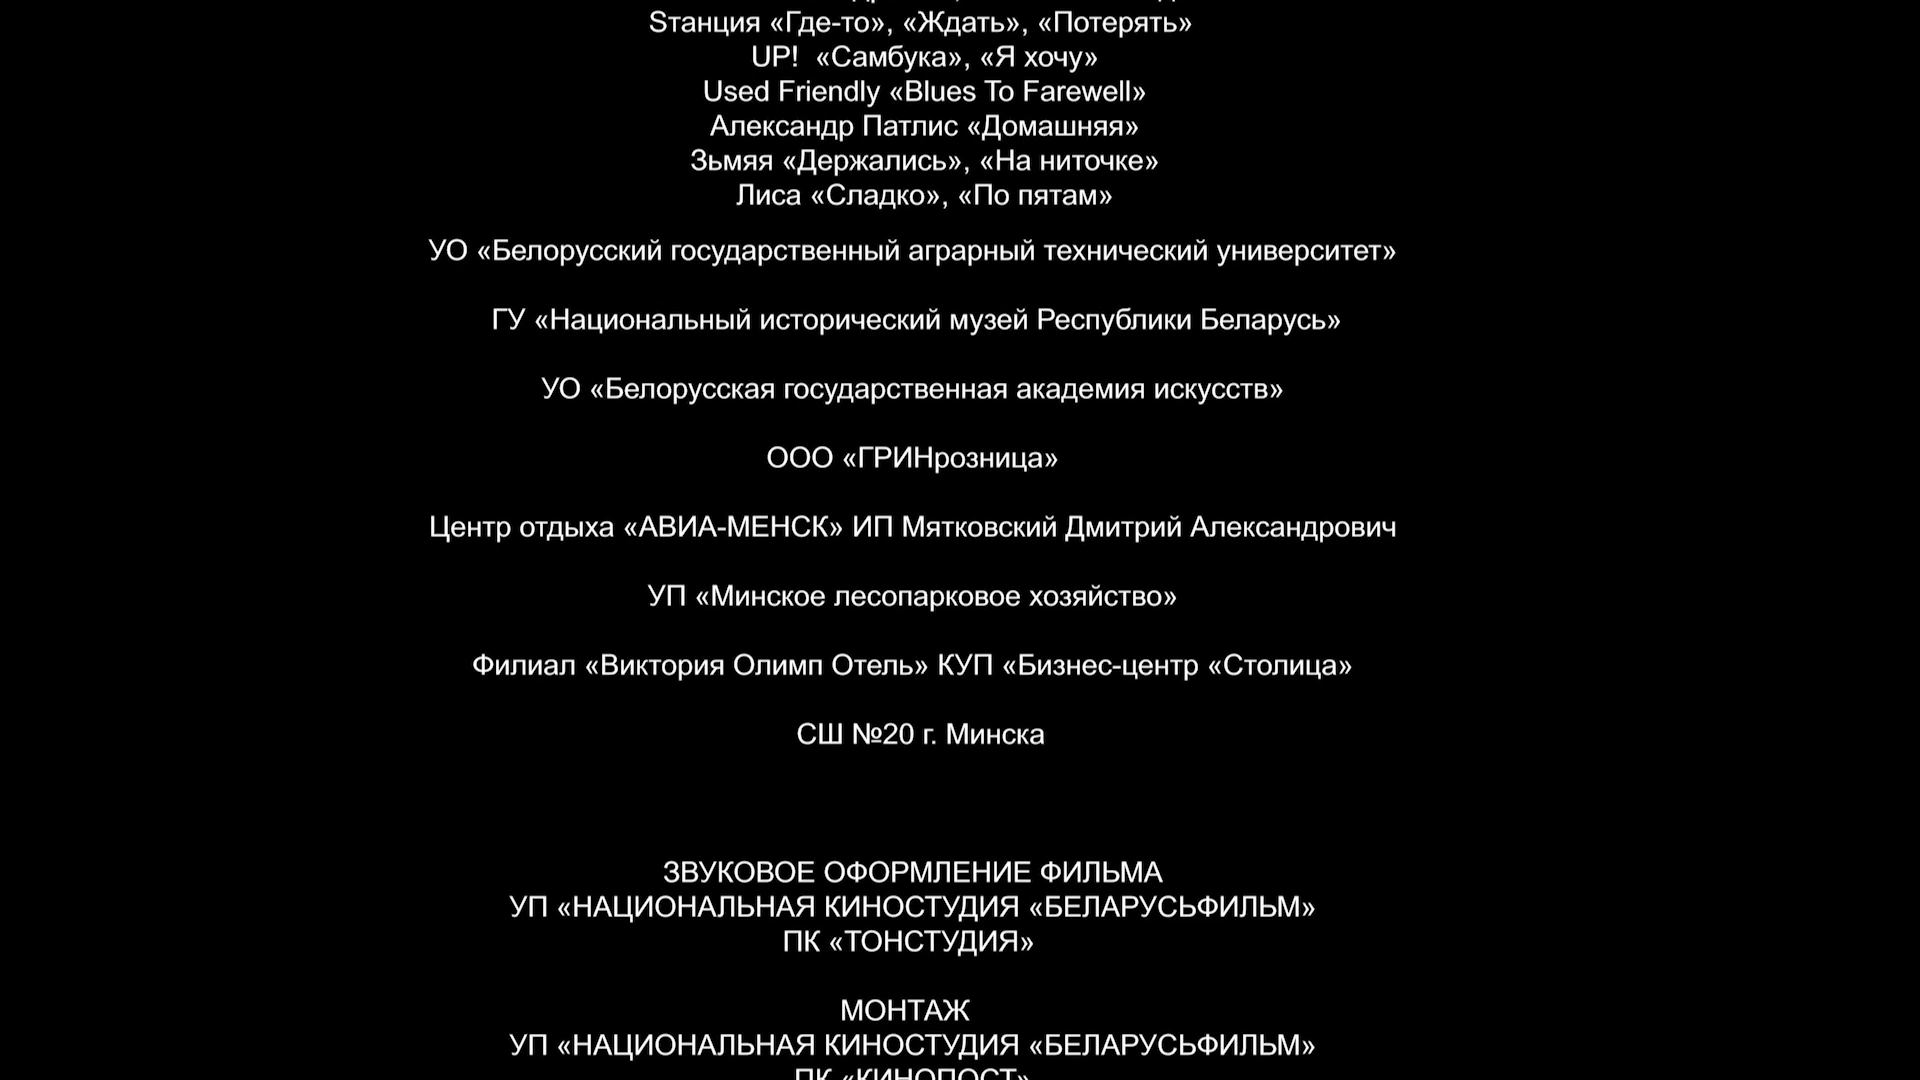 Sтанция «Где-то», «Ждать», «Потерять»
UP!  «Самбука», «Я хочу»
Used Friendly «Blues To Farewell»
Александр Патлис «Домашняя»
Зьмяя «Держались», «На ниточке»
Лиса «Сладко», «По пятам»
УО «Белорусский государственный аграрный технический университет»
ГУ «Национальный исторический музей Республики Беларусь»
УО «Белорусская государственная академия искусств»
ООО «ГРИНрозница»
Центр отдыха «АВИА-МЕНСК» ИП Мятковский Дмитрий Александрович
УП «Минское лесопарковое хозяйство»
Филиал «Виктория Олимп Отель» КУП «Бизнес-центр «Столица»
СШ №20 г. Минска
ЗВУКОВОЕ ОФОРМЛЕНИЕ ФИЛЬМА
УП «НАЦИОНАЛЬНАЯ КИНОСТУДИЯ «БЕЛАРУСЬФИЛЬМ»
ПК «ТОНСТУДИЯ»
МОНТАЖ
УП «НАЦИОНАЛЬНАЯ КИНОСТУДИЯ «БЕЛАРУСЬФИЛЬМ»
ПК «КИНОПОСТ»